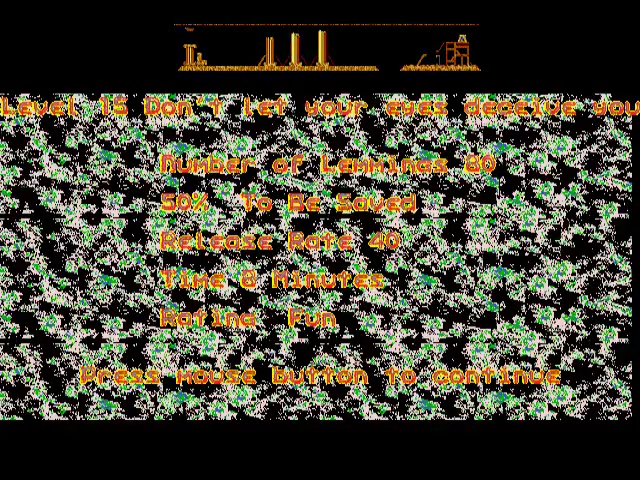 Level 15 Don't let your eyes deceive you
Number of Lemmings 80
50% To Be Saved
Release Rate 40
Time 8 Minutes
Rating Fun
Press mouse button to continue